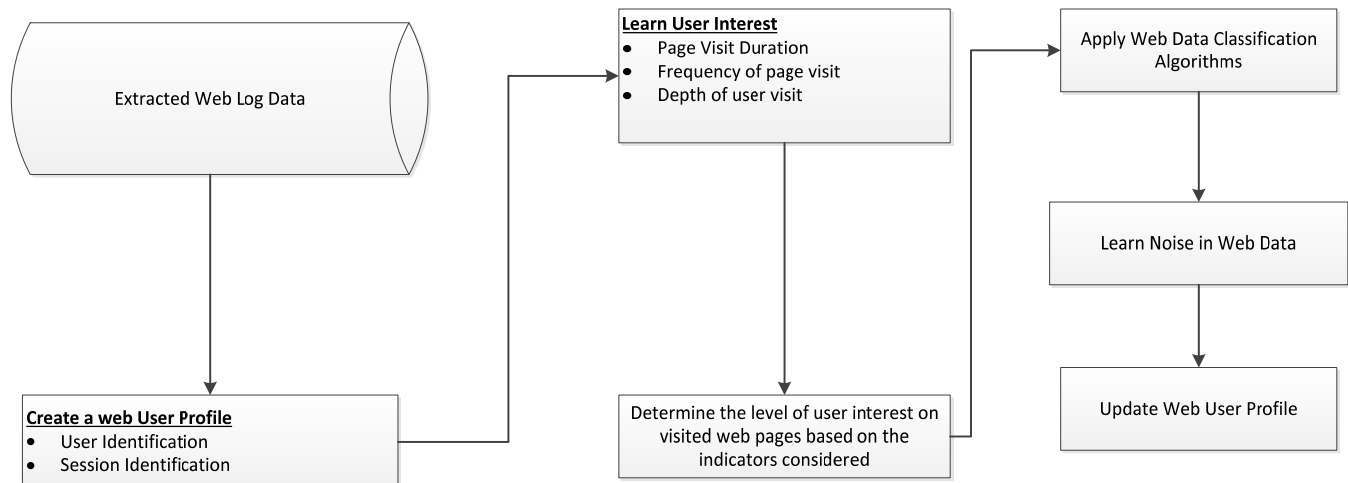 Extracted Web Log Data
Create a web User Profile
● User Identification
● Session Identification
Learn User Interest
● Page Visit Duration
● Frequency of page visit
● Depth of user visit
Determine the level of user interest on
visited web pages based on the
indicators considered
Apply Web Data Classification
Algorithms
Learn Noise in Web Data
Update Web User Profile